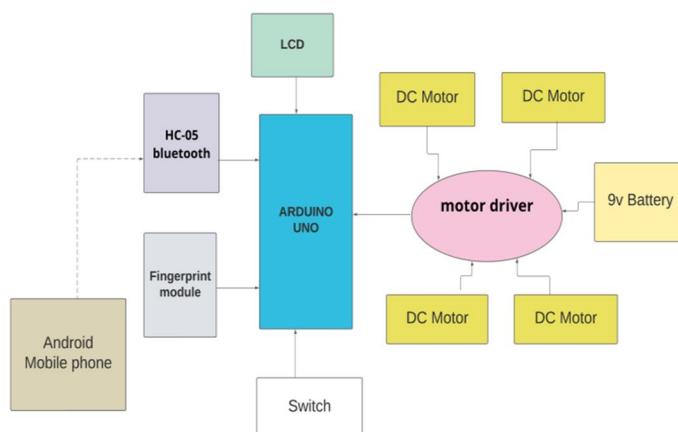 LCD
DC Motor
DC Motor
HC-05
bluetooth
ARDUINO
UNO
motor driver
9v Battery
Fingerprint
module
DC Motor
DC Motor
Android
Mobile phone
Switch